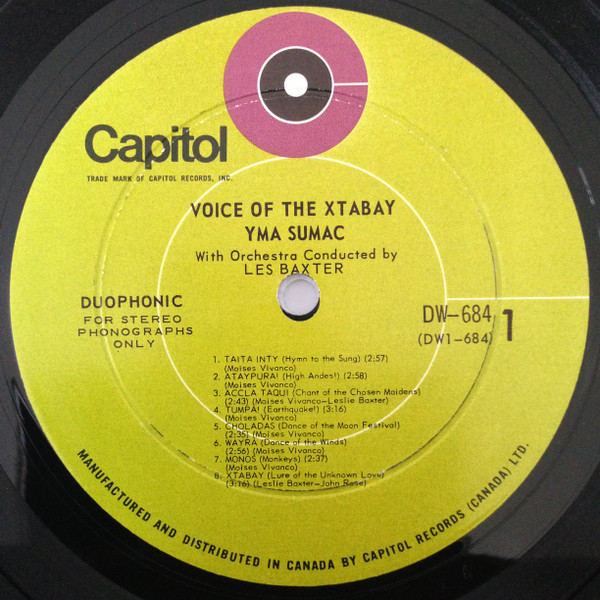 Capitol
TRADE MARK OF CAPITOL RECORDS, INC.
VOICE OF THE XTABAY
YMA SUMAC
With Orchestra Conducted by
LES BAXTER
DUOPHONIC
FOR STEREO
PHONOGRAPHS
ONLY
DW-684 1
(DW1-684)
1. TAITA INTY (Hymn to the Sung) (2:57)
(Moises Vivanco)
2. ATAYPURA! (High Andes!) (2:58)
(Moises Vivanco)
3. ACCLA TAQUI (Chant of the Chosen Maidens)
(2:43) (Moises Vivanco-Leslie Baxter)
4. TUMPA! (Earthquake!) (3:16)
(Moises Vivanco)
5. CHOLADAS (Dance of the Moon Festival)
(2:35) (Moises Vivanco)
6. WAYRA (Dance of the Winds)
(2:56) (Moises Vivanco)
7. MONOS (Monkeys) (2:37)
(Moises Vivanco)
8. XTABAY (Lure of the Unknown Love)
(3:16) (Leslie Baxter-John Rose)
MANUFACTURED AND DISTRIBUTED IN CANADA BY CAPITOL RECORDS (CANADA) LTD.